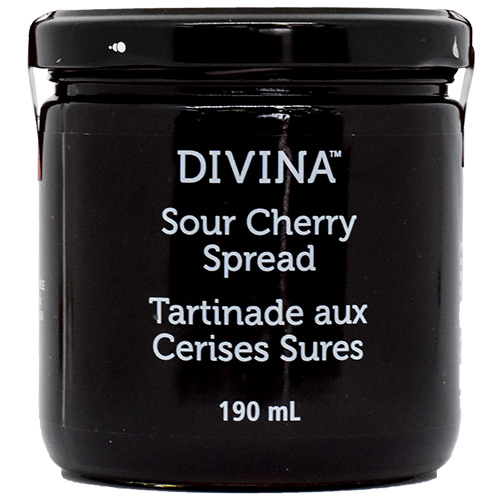 DIVINA™
Sour Cherry
Spread
Tartinade aux
Cerises Sures
190 mL